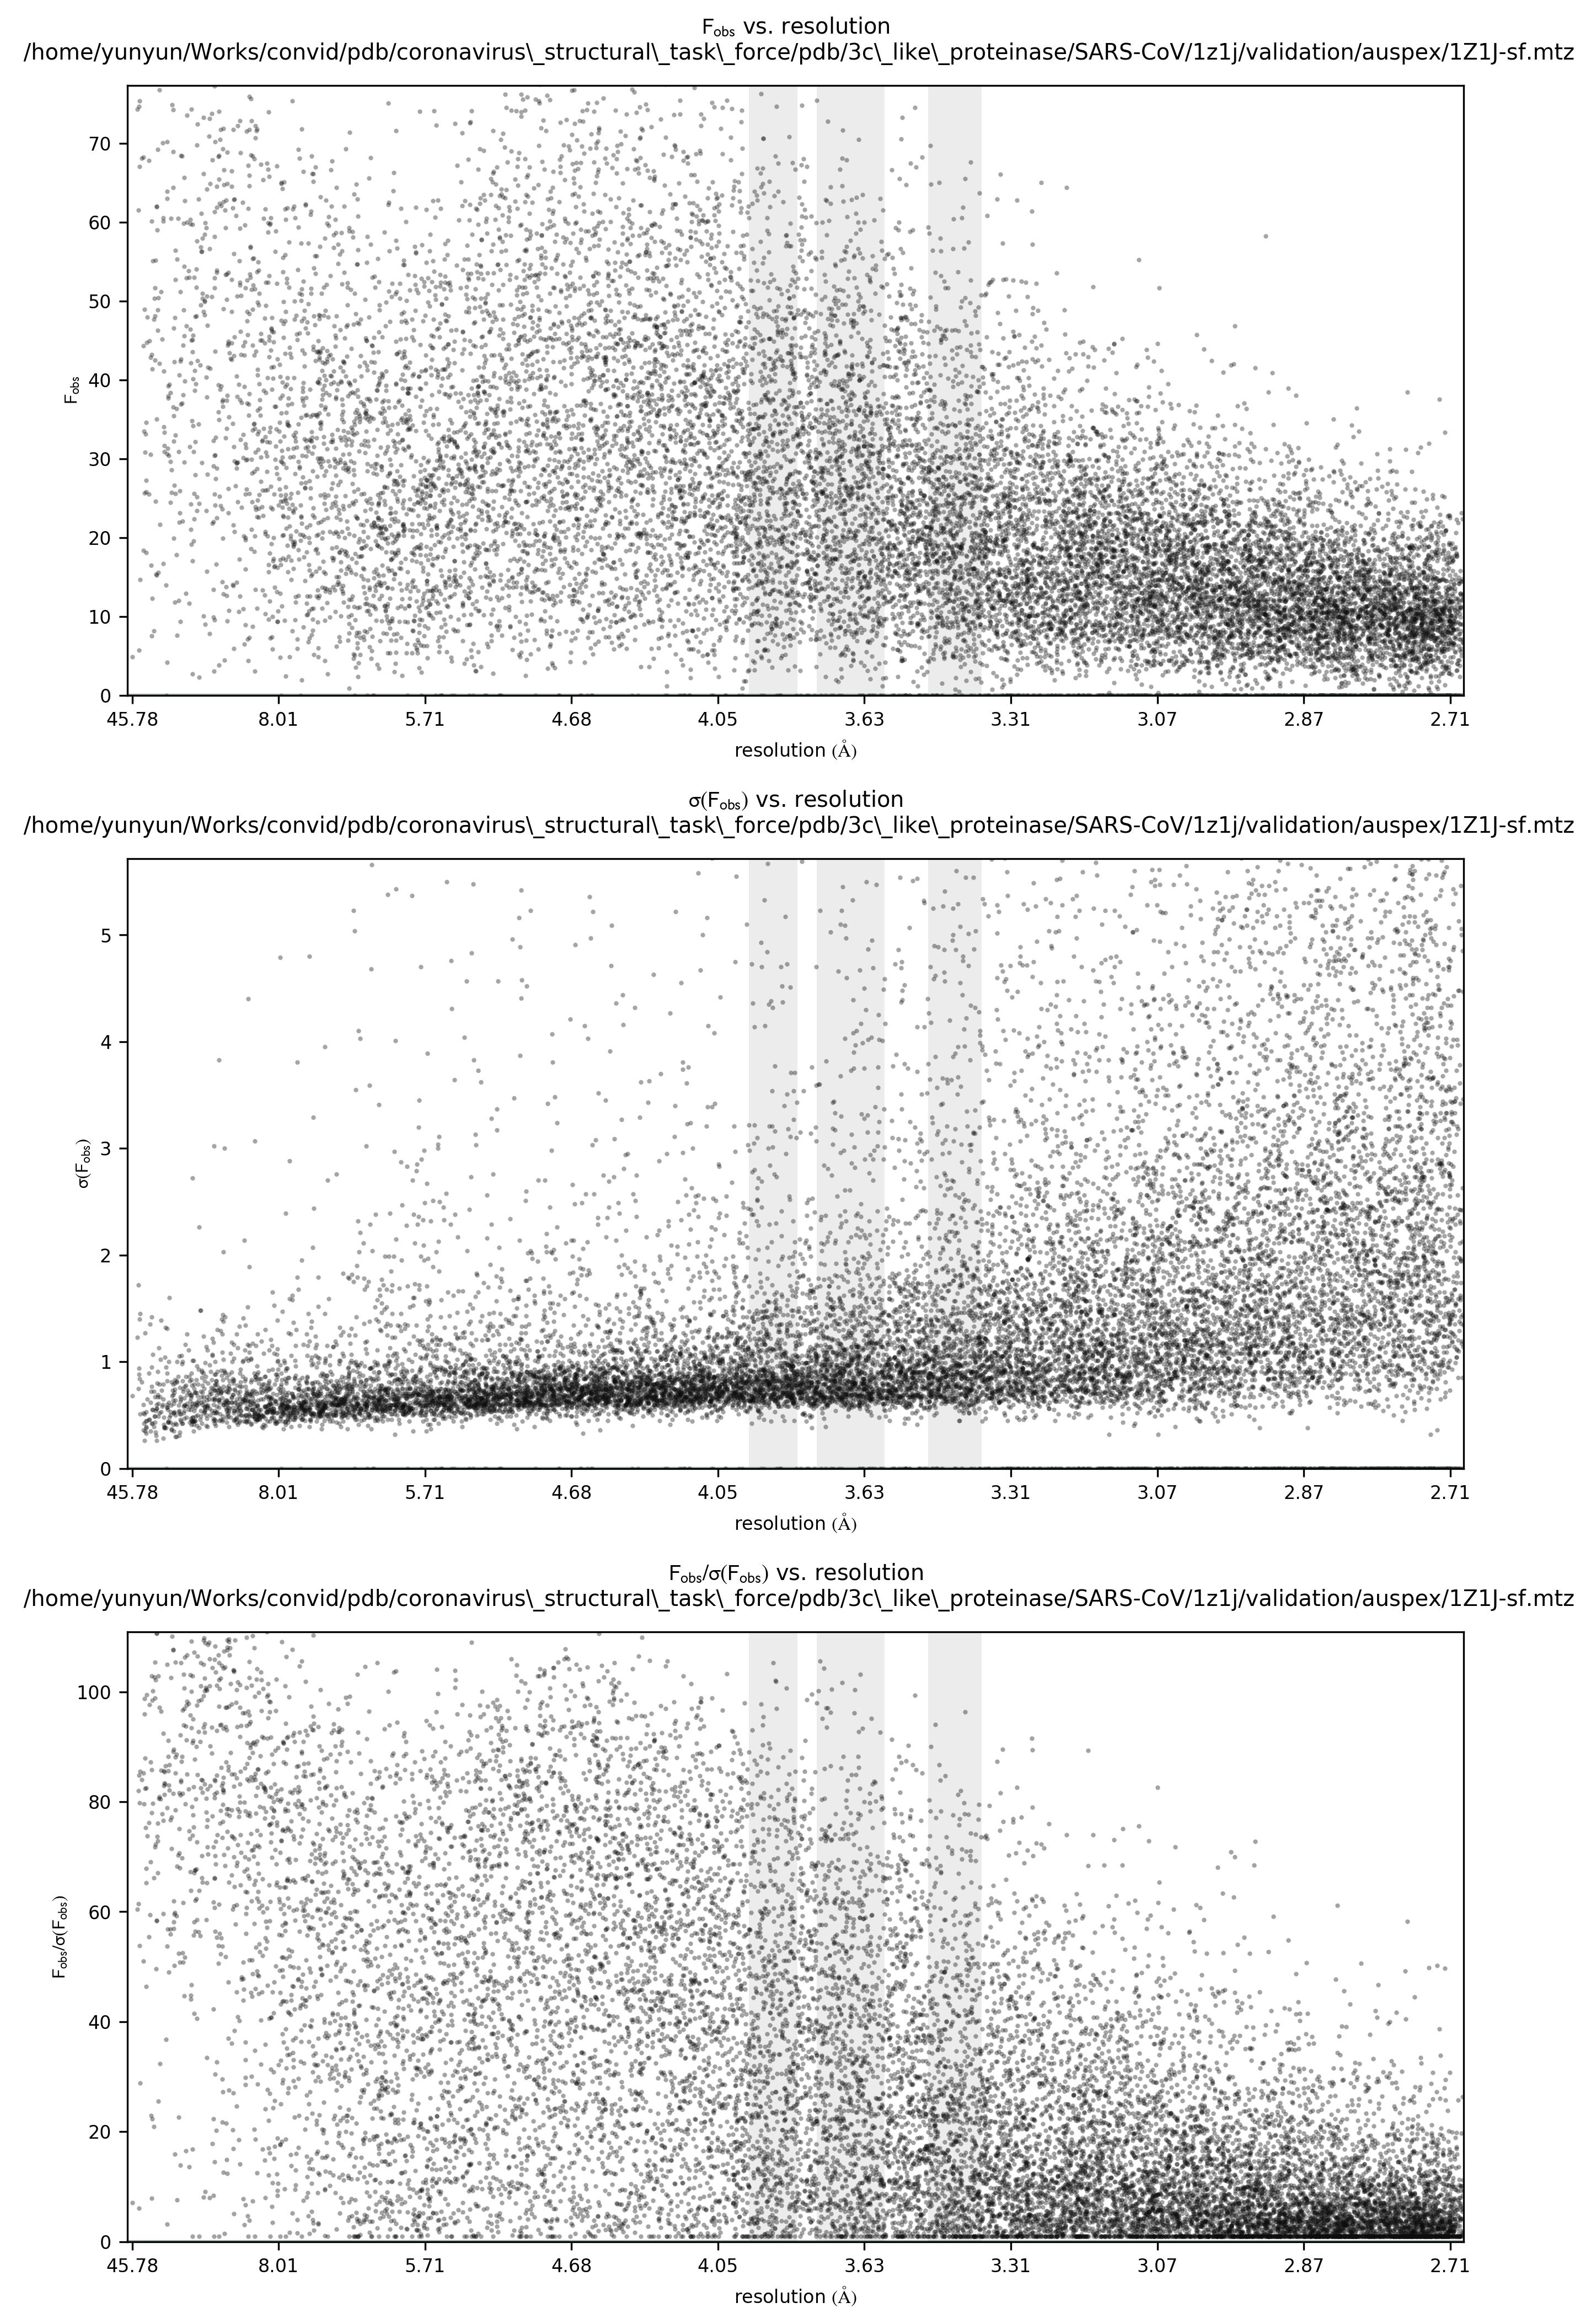 Fobs vs. resolution
/home/yunyun/Works/convid/pdb/coronavirus\_structural\_task\_force/pdb/3c\_like\_proteinase/SARS-CoV/1z1j/validation/auspex/1Z1J-sf.mtz
70
60
50
40
30
20
10
0
Fobs
45.78 8.01 5.71 4.68 4.05 3.63 3.31 3.07 2.87 2.71
resolution (Å)
σ(Fobs) vs. resolution
/home/yunyun/Works/convid/pdb/coronavirus\_structural\_task\_force/pdb/3c\_like\_proteinase/SARS-CoV/1z1j/validation/auspex/1Z1J-sf.mtz
5
4
3
2
1
0
σ(Fobs)
45.78 8.01 5.71 4.68 4.05 3.63 3.31 3.07 2.87 2.71
resolution (Å)
Fobs/σ(Fobs) vs. resolution
/home/yunyun/Works/convid/pdb/coronavirus\_structural\_task\_force/pdb/3c\_like\_proteinase/SARS-CoV/1z1j/validation/auspex/1Z1J-sf.mtz
100
80
60
40
20
0
Fobs/σ(Fobs)
45.78 8.01 5.71 4.68 4.05 3.63 3.31 3.07 2.87 2.71
resolution (Å)